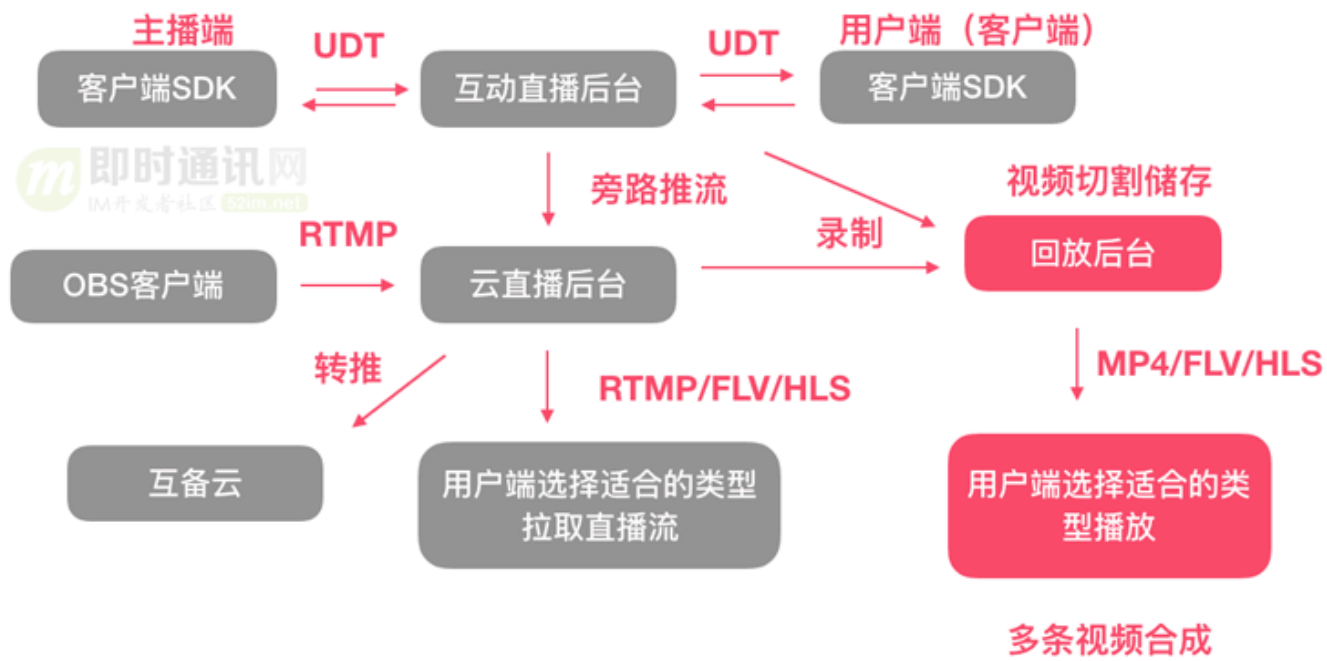 主播端
UDT
UDT
用户端（客户端）
客户端SDK
互动直播后台
客户端SDK
即时通讯网
IM开发者社区 52im.net
旁路推流
视频切割储存
RTMP
录制
回放后台
OBS客户端
云直播后台
转推
RTMP/FLV/HLS
MP4/FLV/HLS
互备云
用户端选择适合的类型
拉取直播流
用户端选择适合的类
型播放
多条视频合成